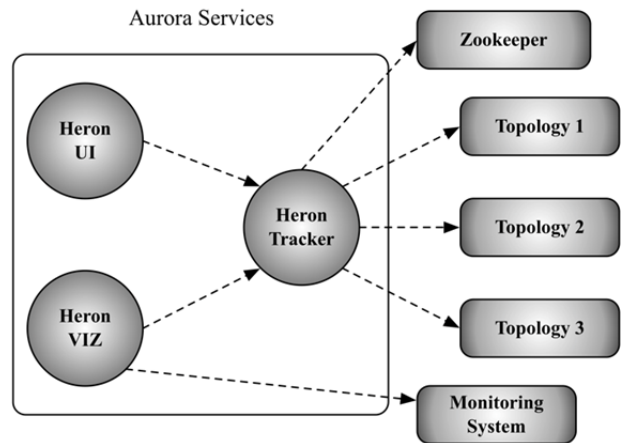 Aurora Services
Zookeeper
Heron
UI
Topology 1
Heron
Tracker
Topology 2
Heron
VIZ
Topology 3
Monitoring
System